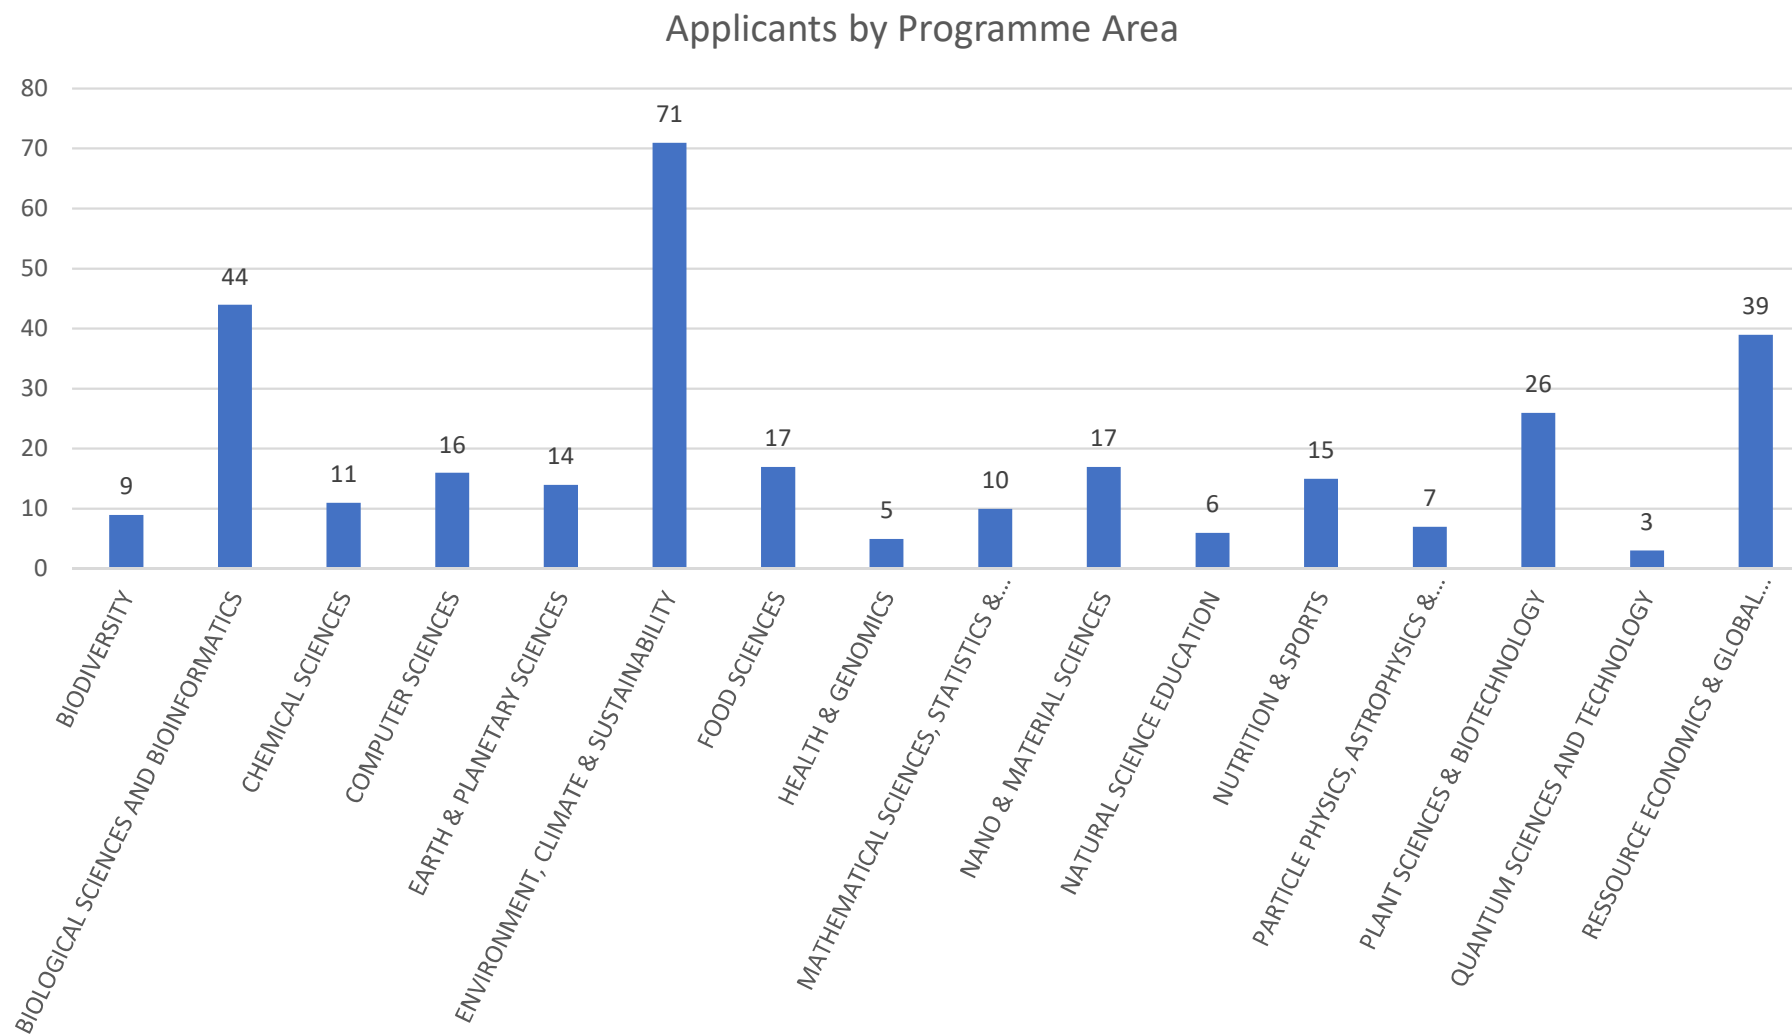 Applicants by Programme Area
80
70
60
50
40
30
20
10
0
9
44
11
16
14
71
17
5
10
17
6
15
7
26
3
39
BIODIVERSITY
BIOLOGICAL SCIENCES AND BIOINFORMATICS
CHEMICAL SCIENCES
COMPUTER SCIENCES
EARTH & PLANETARY SCIENCES
ENVIRONMENT, CLIMATE & SUSTAINABILITY
FOOD SCIENCES
HEALTH & GENOMICS
MATHEMATICAL SCIENCES, STATISTICS &...
NANO & MATERIAL SCIENCES
NATURAL SCIENCE EDUCATION
NUTRITION & SPORTS
PARTICLE PHYSICS, ASTROPHYSICS &...
PLANT SCIENCES & BIOTECHNOLOGY
QUANTUM SCIENCES AND TECHNOLOGY
RESSOURCE ECONOMICS & GLOBAL...